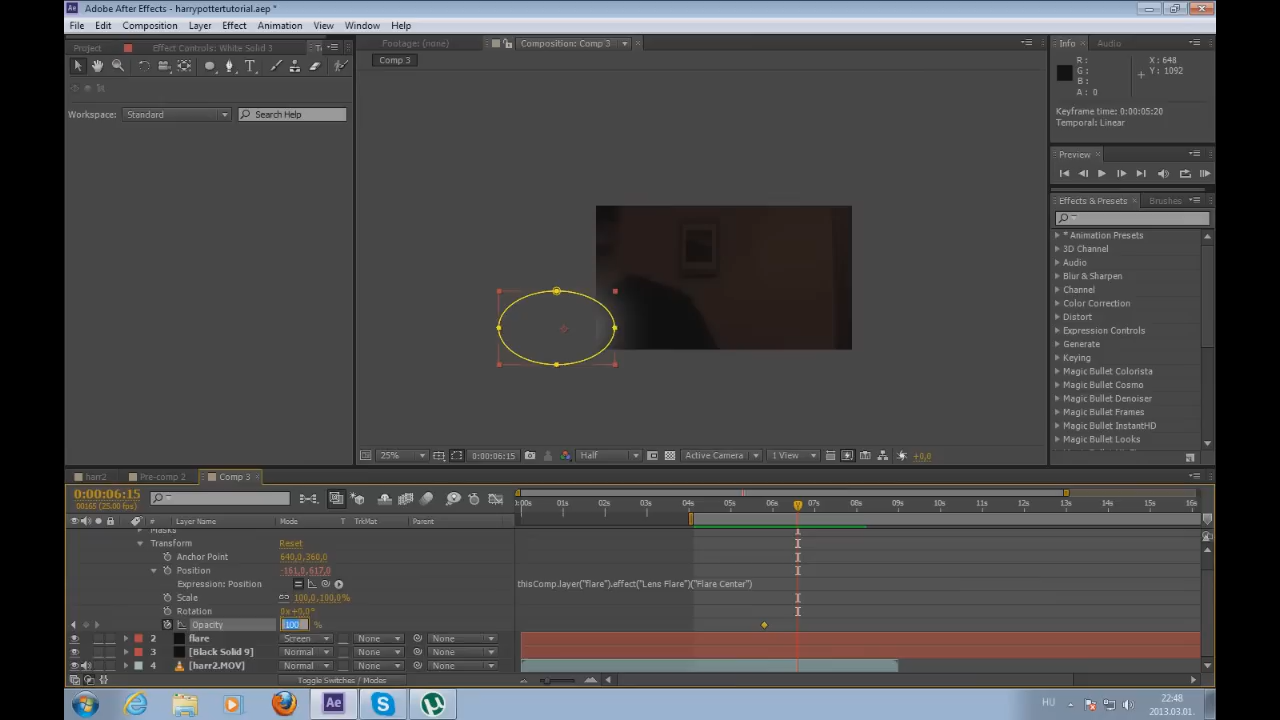 Adobe After Effects - harrypottertutorial.aep *
File Edit Composition Layer Effect Animation View Window Help
Project Effect Controls: White Solid 3
Footage: (none) Composition: Comp 3
Info Audio
Comp 3
R :
G :
B :
A : 0
X : 648
Y : 1092
Keyframe time: 0:00:05:20
Temporal: Linear
Workspace: Standard Search Help
Preview
Effects & Presets Brushes
* Animation Presets
3D Channel
Audio
Blur & Sharpen
Channel
Color Correction
Distort
Expression Controls
Generate
Keying
Magic Bullet Colorista
Magic Bullet Cosmo
Magic Bullet Denoiser
Magic Bullet Frames
Magic Bullet InstantHD
Magic Bullet Looks
25% 0:00:06:15 Half Active Camera 1 View +0,0
harr2 Pre-comp 2 Comp 3
0:00:06:15
00165 (25.00 fps)
:00s 01s 02s 03s 04s 05s 06s 07s 08s 09s 10s 11s 12s 13s 14s 15s 16s
# Layer Name Mode T TrkMat Parent
Masks
Transform Reset
Anchor Point 640,0,360,0
Position -161,0,617,0
Expression: Position thisComp.layer("flare").effect("Lens Flare")("Flare Center")
Scale 100,0,100,0%
Rotation 0x+0,0°
Opacity 100 %
2 flare Screen None None
3 [Black Solid 9] Normal None None
4 [harr2.MOV] Normal None None
Toggle Switches / Modes
HU
22:48
2013.03.01.